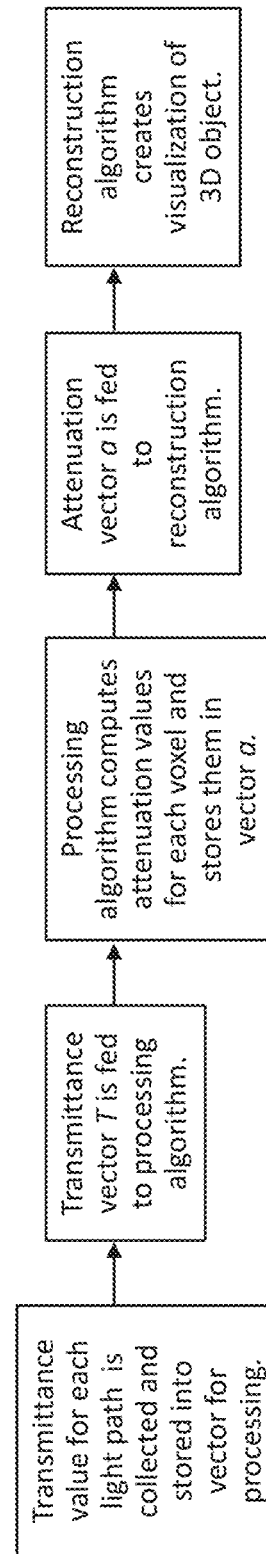 Transmittance
value for each
light path is
collected and
stored into
vector for
processing.
Transmittance
vector T is fed
to processing
algorithm.
Processing
algorithm computes
attenuation values
for each voxel and
stores them in
vector a.
Attenuation
vector a is fed
to
reconstruction
algorithm.
Reconstruction
algorithm
creates
visualization of
3D object.